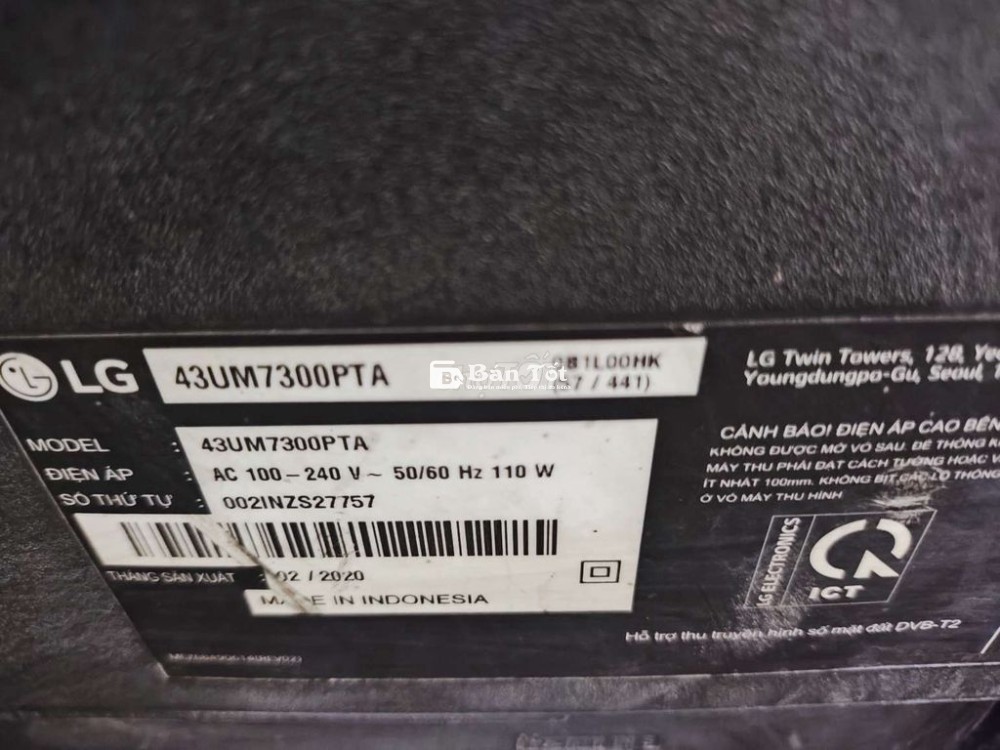 LG 43UM7300PTA
Bán Tốt
/ 441)
MODEL : 43UM7300PTA
ĐIỆN ÁP : AC 100-240 V~ 50/60 Hz 110 W
SỐ THỨ TỰ : 002INZS27757
THÁNG SẢN XUẤT : 02 / 2020
IN INDONESIA
LG Twin Towers, 128,
Youngdungpo-Gu, Seoul,
CẢNH BÁO! ĐIỆN ÁP CAO BÊN
KHÔNG ĐƯỢC MỞ VỎ SAU. ĐỂ THÔNG
MÁY THU PHẢI ĐẶT CÁCH TƯỜNG HOẶC
ÍT NHẤT 100mm. KHÔNG BỊT CÁC LỖ THÔNG
Ở VỎ MÁY THU HÌNH
LG ELECTRONICS
ICT
Hỗ trợ thu truyền hình số mặt đất DVB-T2